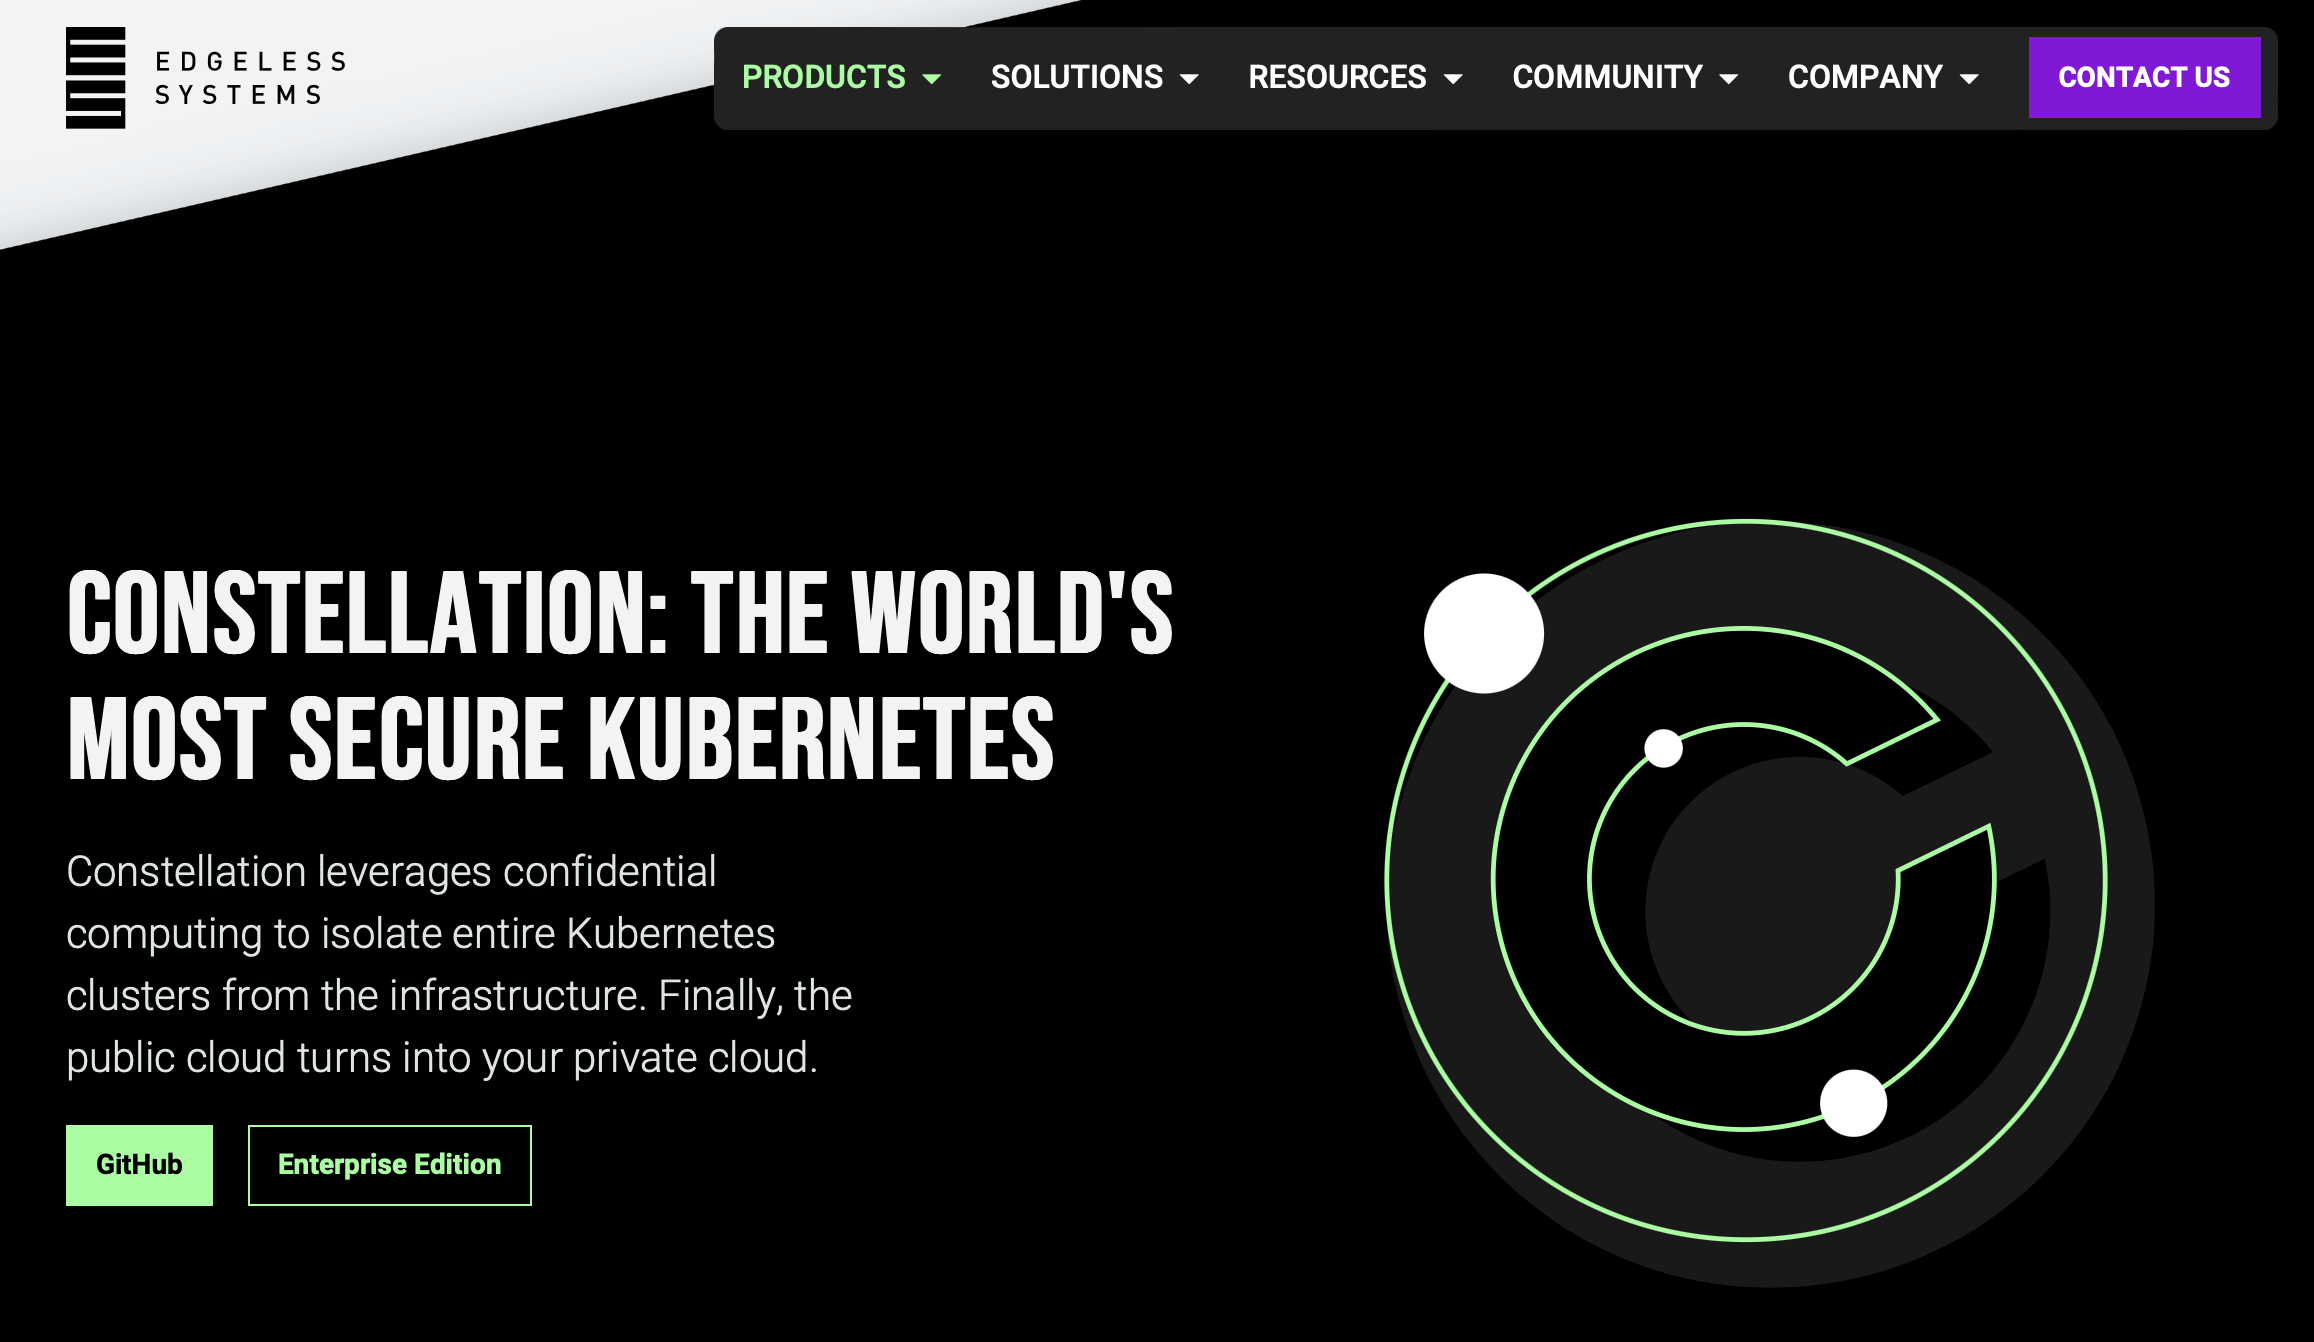 EDGELESS
SYSTEMS
PRODUCTS
SOLUTIONS
RESOURCES
COMMUNITY
COMPANY
CONTACT US
CONSTELLATION: THE WORLD'S
MOST SECURE KUBERNETES
Constellation leverages confidential
computing to isolate entire Kubernetes
clusters from the infrastructure. Finally, the
public cloud turns into your private cloud.
GitHub
Enterprise Edition